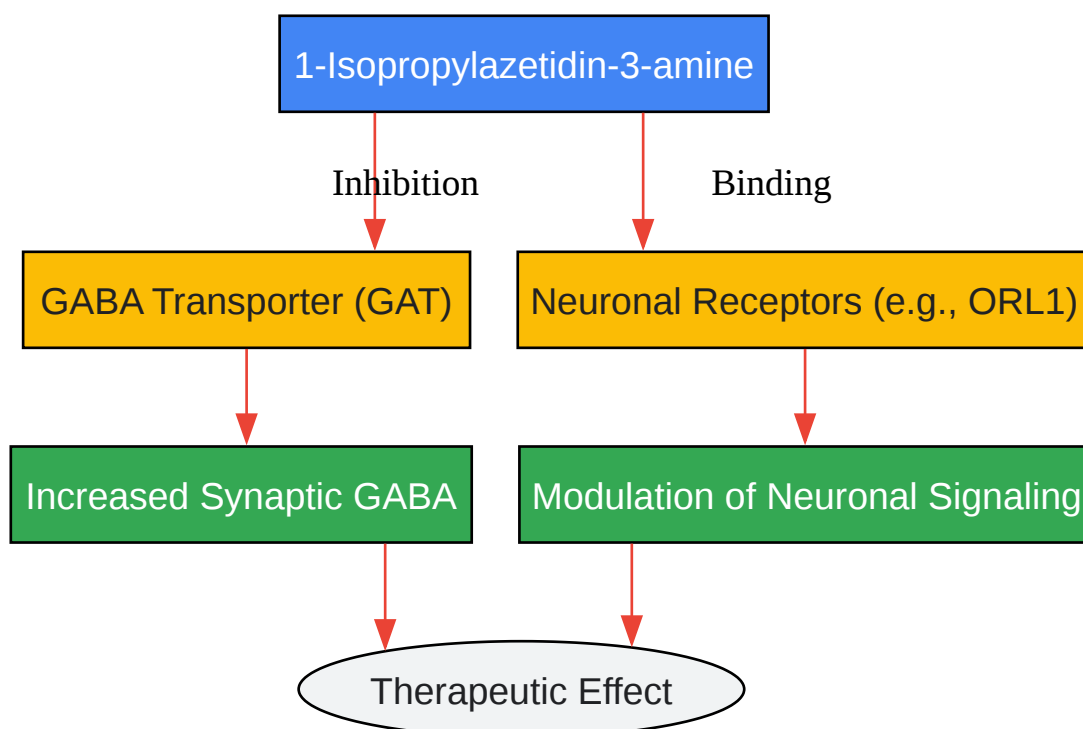 1-Isopropylazetidin-3-amine
Inhibition
Binding
GABA Transporter (GAT)
Neuronal Receptors (e.g., ORL1)
Increased Synaptic GABA
Modulation of Neuronal Signaling
Therapeutic Effect